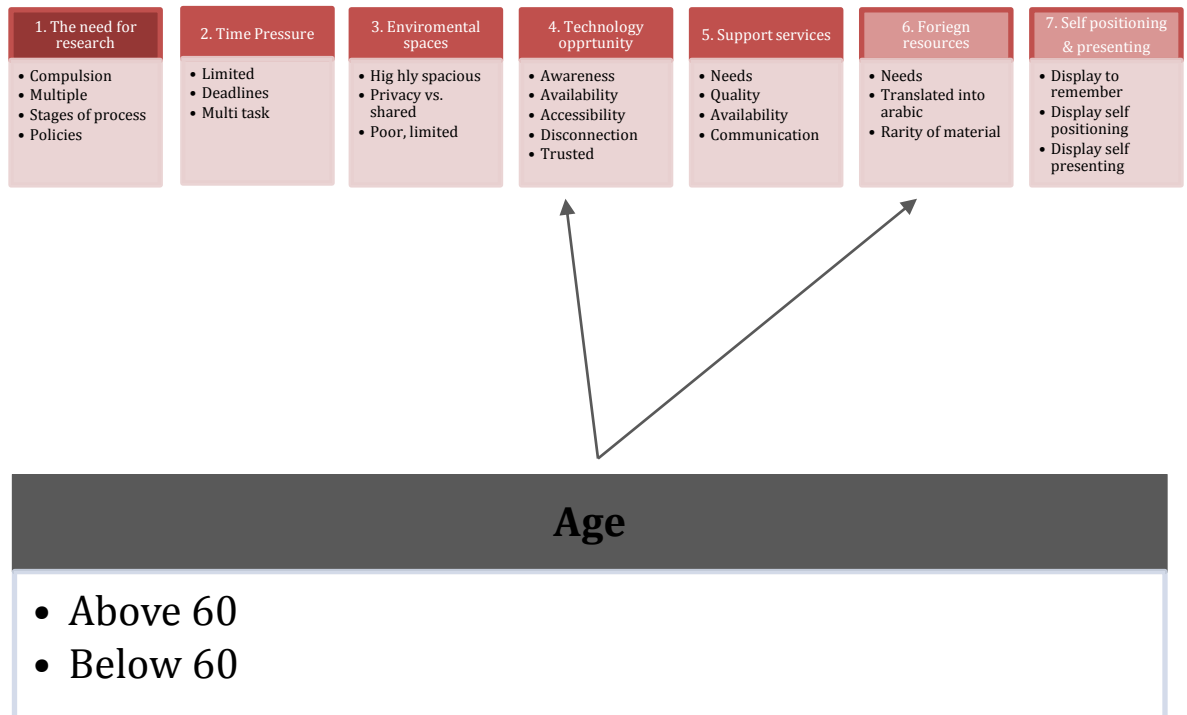 1. The need for
research
• Compulsion
• Multiple
• Stages of process
• Policies
2. Time Pressure
• Limited
• Deadlines
• Multi task
3. Enviromental
spaces
• Hig hly spacious
• Privacy vs.
shared
• Poor, limited
4. Technology
opprtunity
• Awareness
• Availability
• Accessibility
• Disconnection
• Trusted
5. Support services
• Needs
• Quality
• Availability
• Communication
6. Foriegn
resources
• Needs
• Translated into
arabic
• Rarity of material
7. Self positioning
& presenting
• Display to
remember
• Display self
positioning
• Display self
presenting
Age
• Above 60
• Below 60